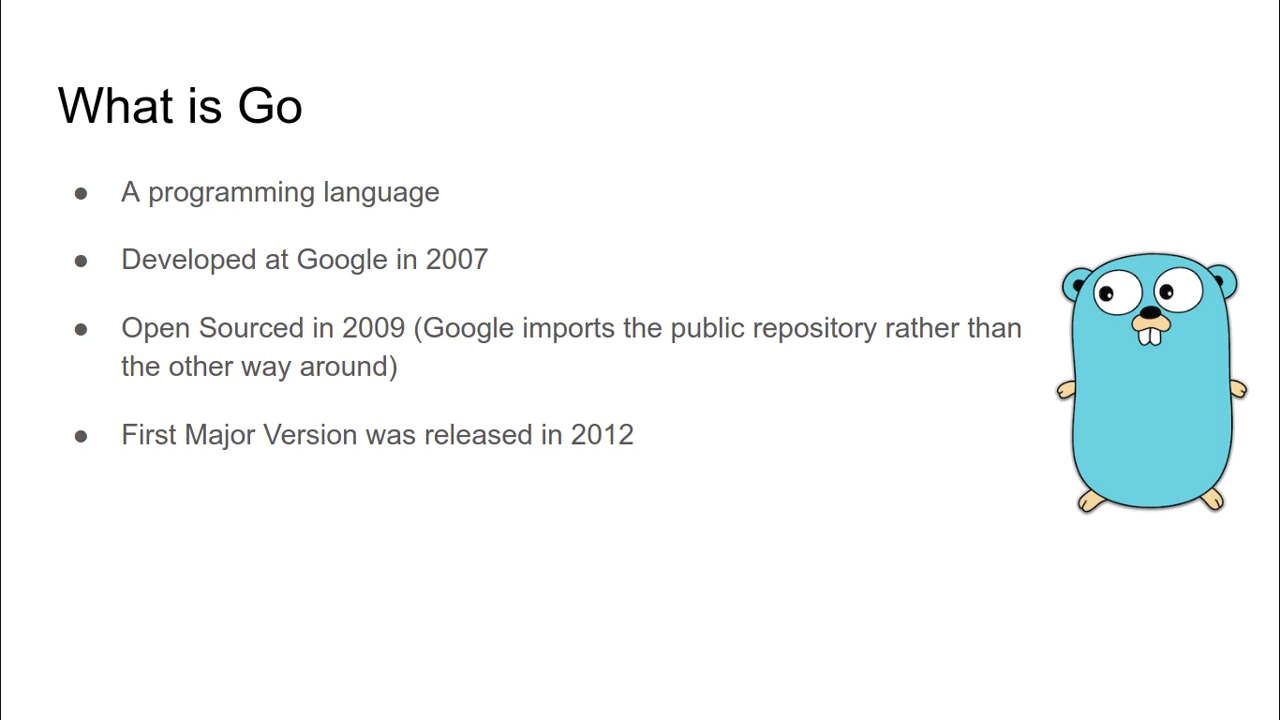 What is Go
● A programming language
● Developed at Google in 2007
● Open Sourced in 2009 (Google imports the public repository rather than
the other way around)
● First Major Version was released in 2012